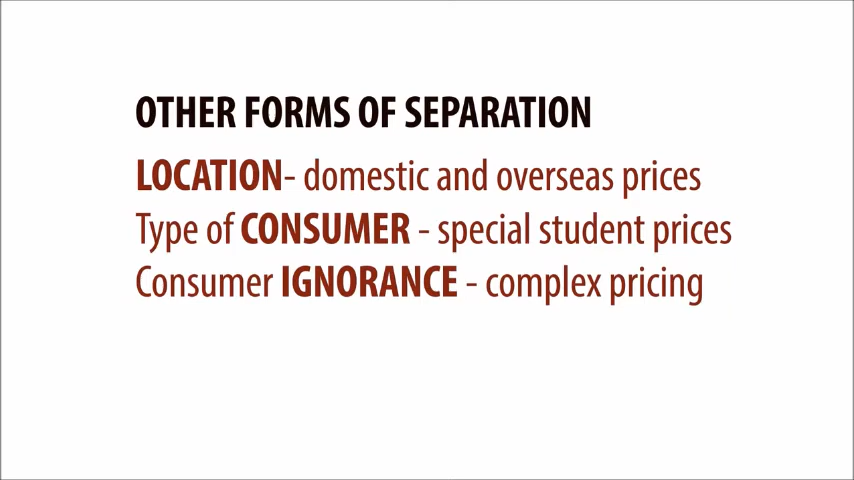 OTHER FORMS OF SEPARATION
LOCATION- domestic and overseas prices
Type of CONSUMER - special student prices
Consumer IGNORANCE - complex pricing